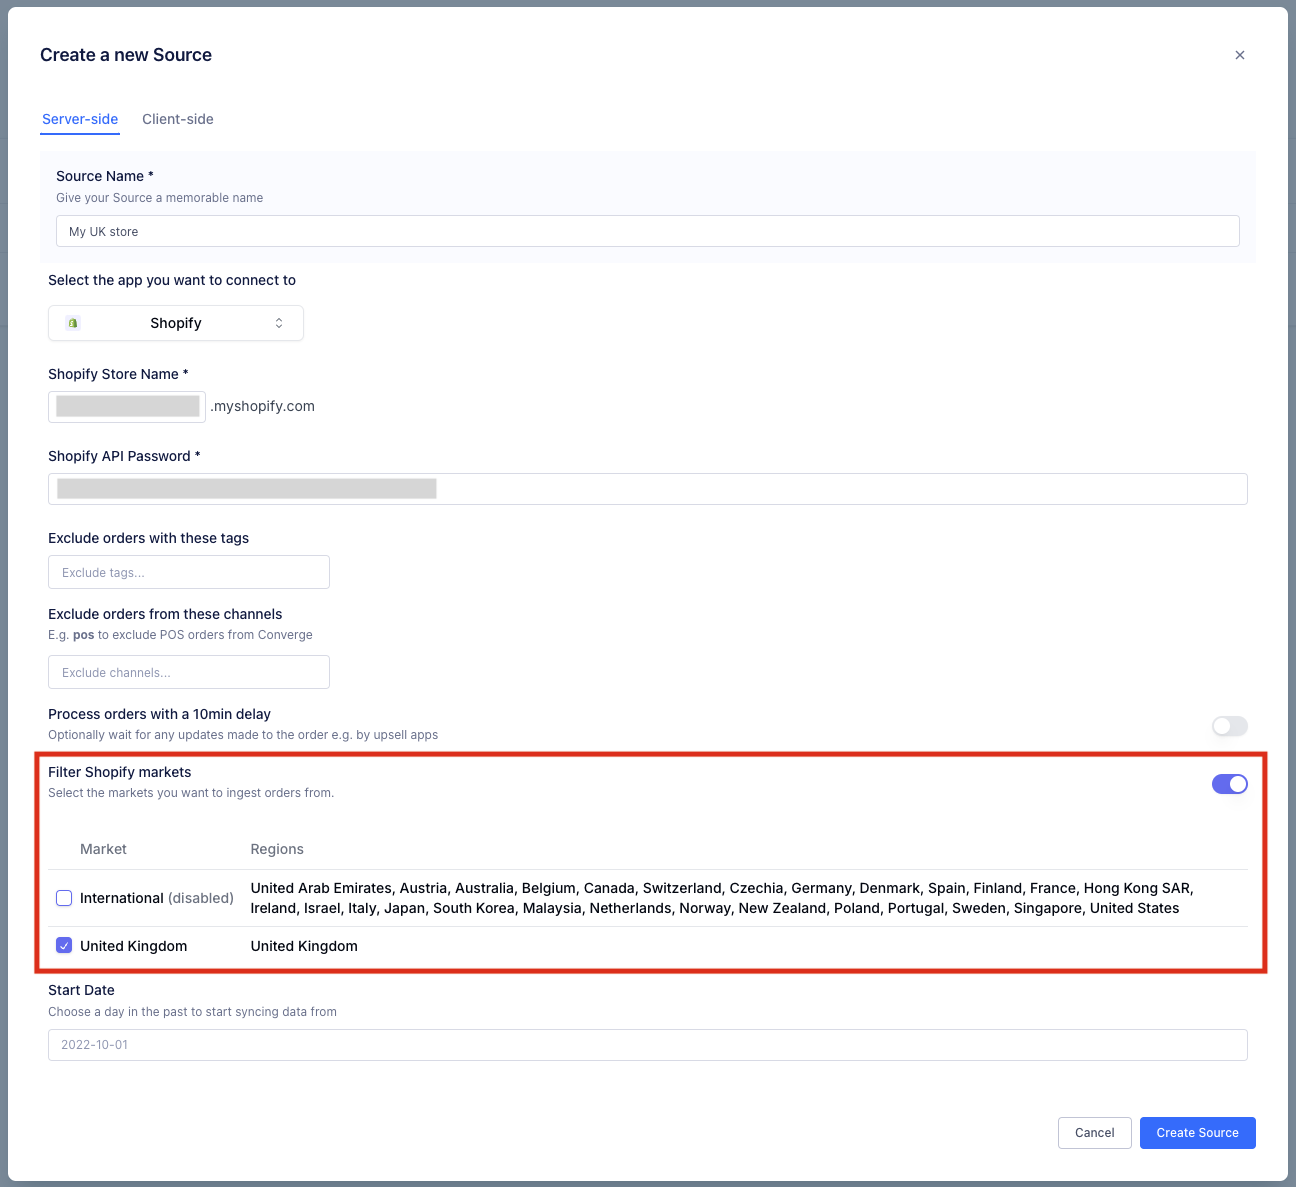 Create a new Source
Server-side Client-side
Source Name *
Give your Source a memorable name
My UK store
Select the app you want to connect to
Shopify
Shopify Store Name *
.myshopify.com
Shopify API Password *
Exclude orders with these tags
Exclude tags...
Exclude orders from these channels
E.g. pos to exclude POS orders from Converge
Exclude channels...
Process orders with a 10min delay
Optionally wait for any updates made to the order e.g. by upsell apps
Filter Shopify markets
Select the markets you want to ingest orders from.
Market Regions
International (disabled) United Arab Emirates, Austria, Australia, Belgium, Canada, Switzerland, Czechia, Germany, Denmark, Spain, Finland, France, Hong Kong SAR,
Ireland, Israel, Italy, Japan, South Korea, Malaysia, Netherlands, Norway, New Zealand, Poland, Portugal, Sweden, Singapore, United States
United Kingdom United Kingdom
Start Date
Choose a day in the past to start syncing data from
2022-10-01
Cancel Create Source